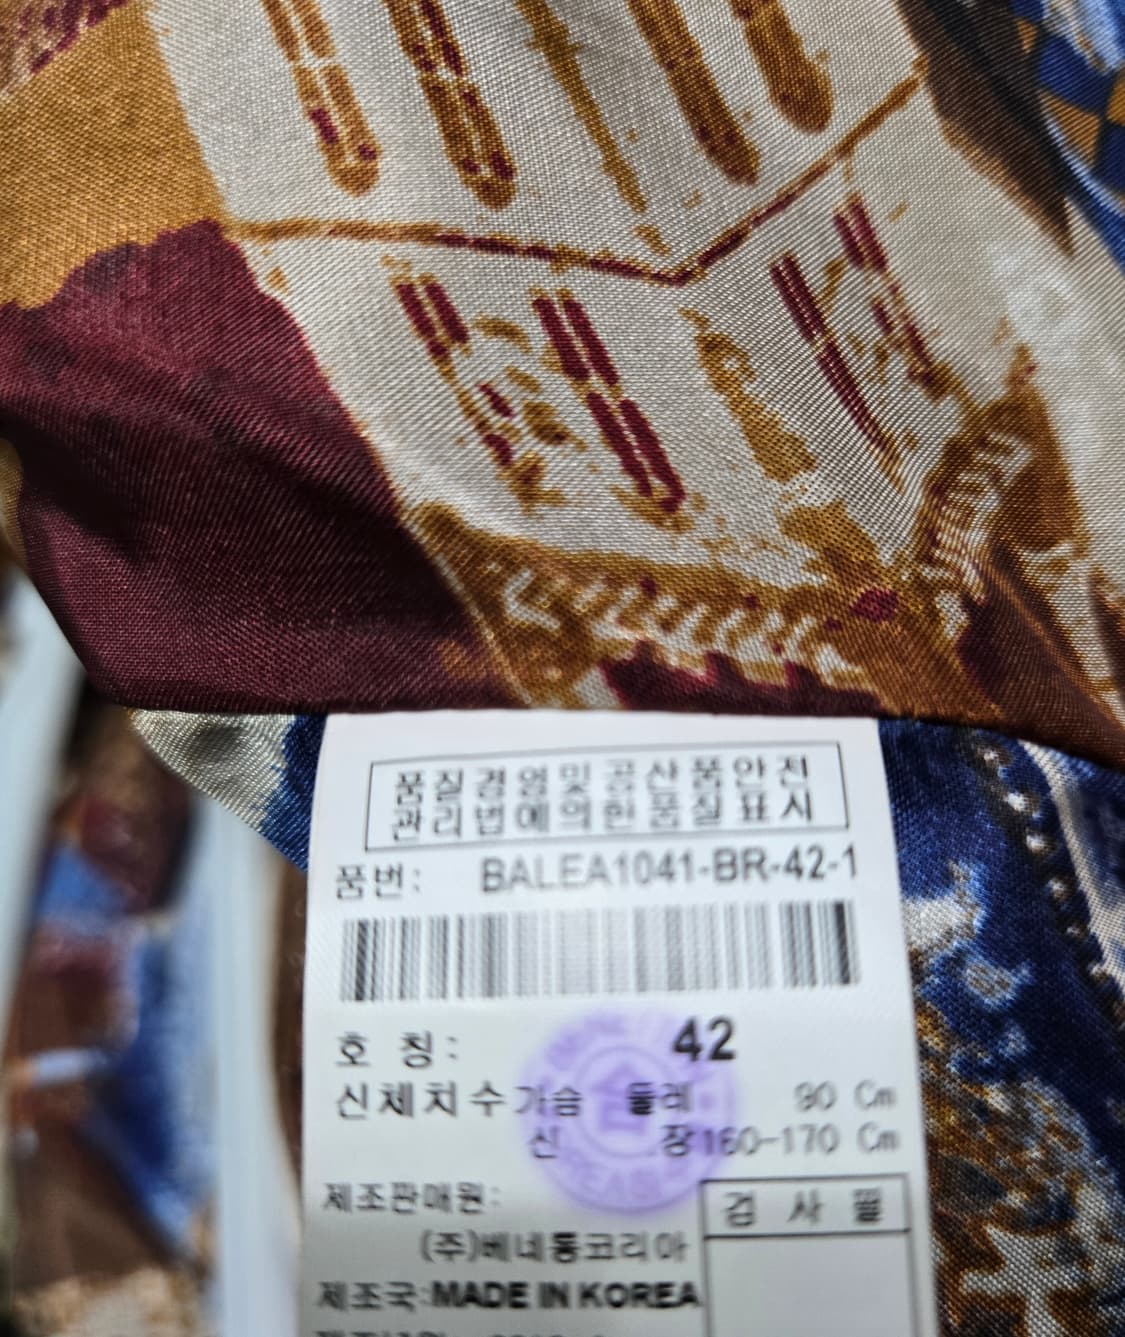 품질경영및공산품안전
관리법에의한품질표시
품번: BALEA1041-BR-42-1
호 칭: 42
신체치수 가슴 둘레 90 Cm
신 장 160-170 Cm
제조판매원:
검 사 필
(주)베네통코리아
제조국:MADE IN KOREA